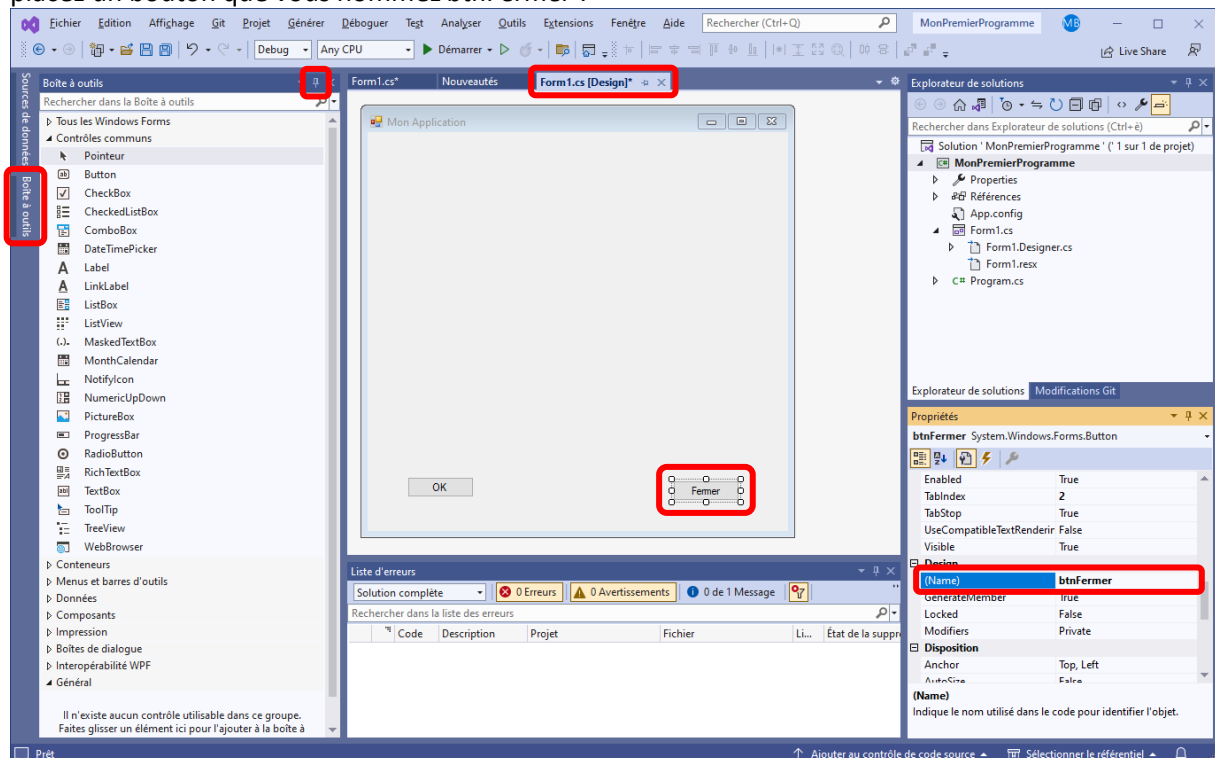 placez un bouton que vous nommez btnFermer :
Fichier Edition Affichage Git Projet Générer Déboguer Test Analyser Outils Extensions Fenêtre Aide Rechercher (Ctrl+Q) MonPremierProgramme MB
Debug Any CPU Démarrer Live Share
Sources de données
Boîte à outils
Boîte à outils
Rechercher dans la Boîte à outils
Tous les Windows Forms
Contrôles communs
Pointeur
Button
CheckBox
CheckedListBox
ComboBox
DateTimePicker
Label
LinkLabel
ListBox
ListView
MaskedTextBox
MonthCalendar
NotifyIcon
NumericUpDown
PictureBox
ProgressBar
RadioButton
RichTextBox
TextBox
ToolTip
TreeView
WebBrowser
Conteneurs
Menus et barres d'outils
Données
Composants
Impression
Boîtes de dialogue
Interopérabilité WPF
Général
Il n'existe aucun contrôle utilisable dans ce groupe.
Faites glisser un élément ici pour l'ajouter à la boîte à
Form1.cs* Nouveautés Form1.cs [Design]*
Mon Application
OK Fermer
Liste d'erreurs
Solution complète 0 Erreurs 0 Avertissements 0 de 1 Message
Rechercher dans la liste des erreurs
Code Description Projet Fichier Li... État de la suppr
Explorateur de solutions
Rechercher dans Explorateur de solutions (Ctrl+è)
Solution ' MonPremierProgramme ' (' 1 sur 1 de projet)
MonPremierProgramme
Properties
Références
App.config
Form1.cs
Form1.Designer.cs
Form1.resx
C# Program.cs
Explorateur de solutions Modifications Git
Propriétés
btnFermer System.Windows.Forms.Button
Enabled True
TabIndex 2
TabStop True
UseCompatibleTextRenderir False
Visible True
Design
(Name) btnFermer
GenerateMember True
Locked False
Modifiers Private
Disposition
Anchor Top, Left
AutoSize False
(Name)
Indique le nom utilisé dans le code pour identifier l'objet.
Prêt Ajouter au contrôle de code source Sélectionner le référentiel